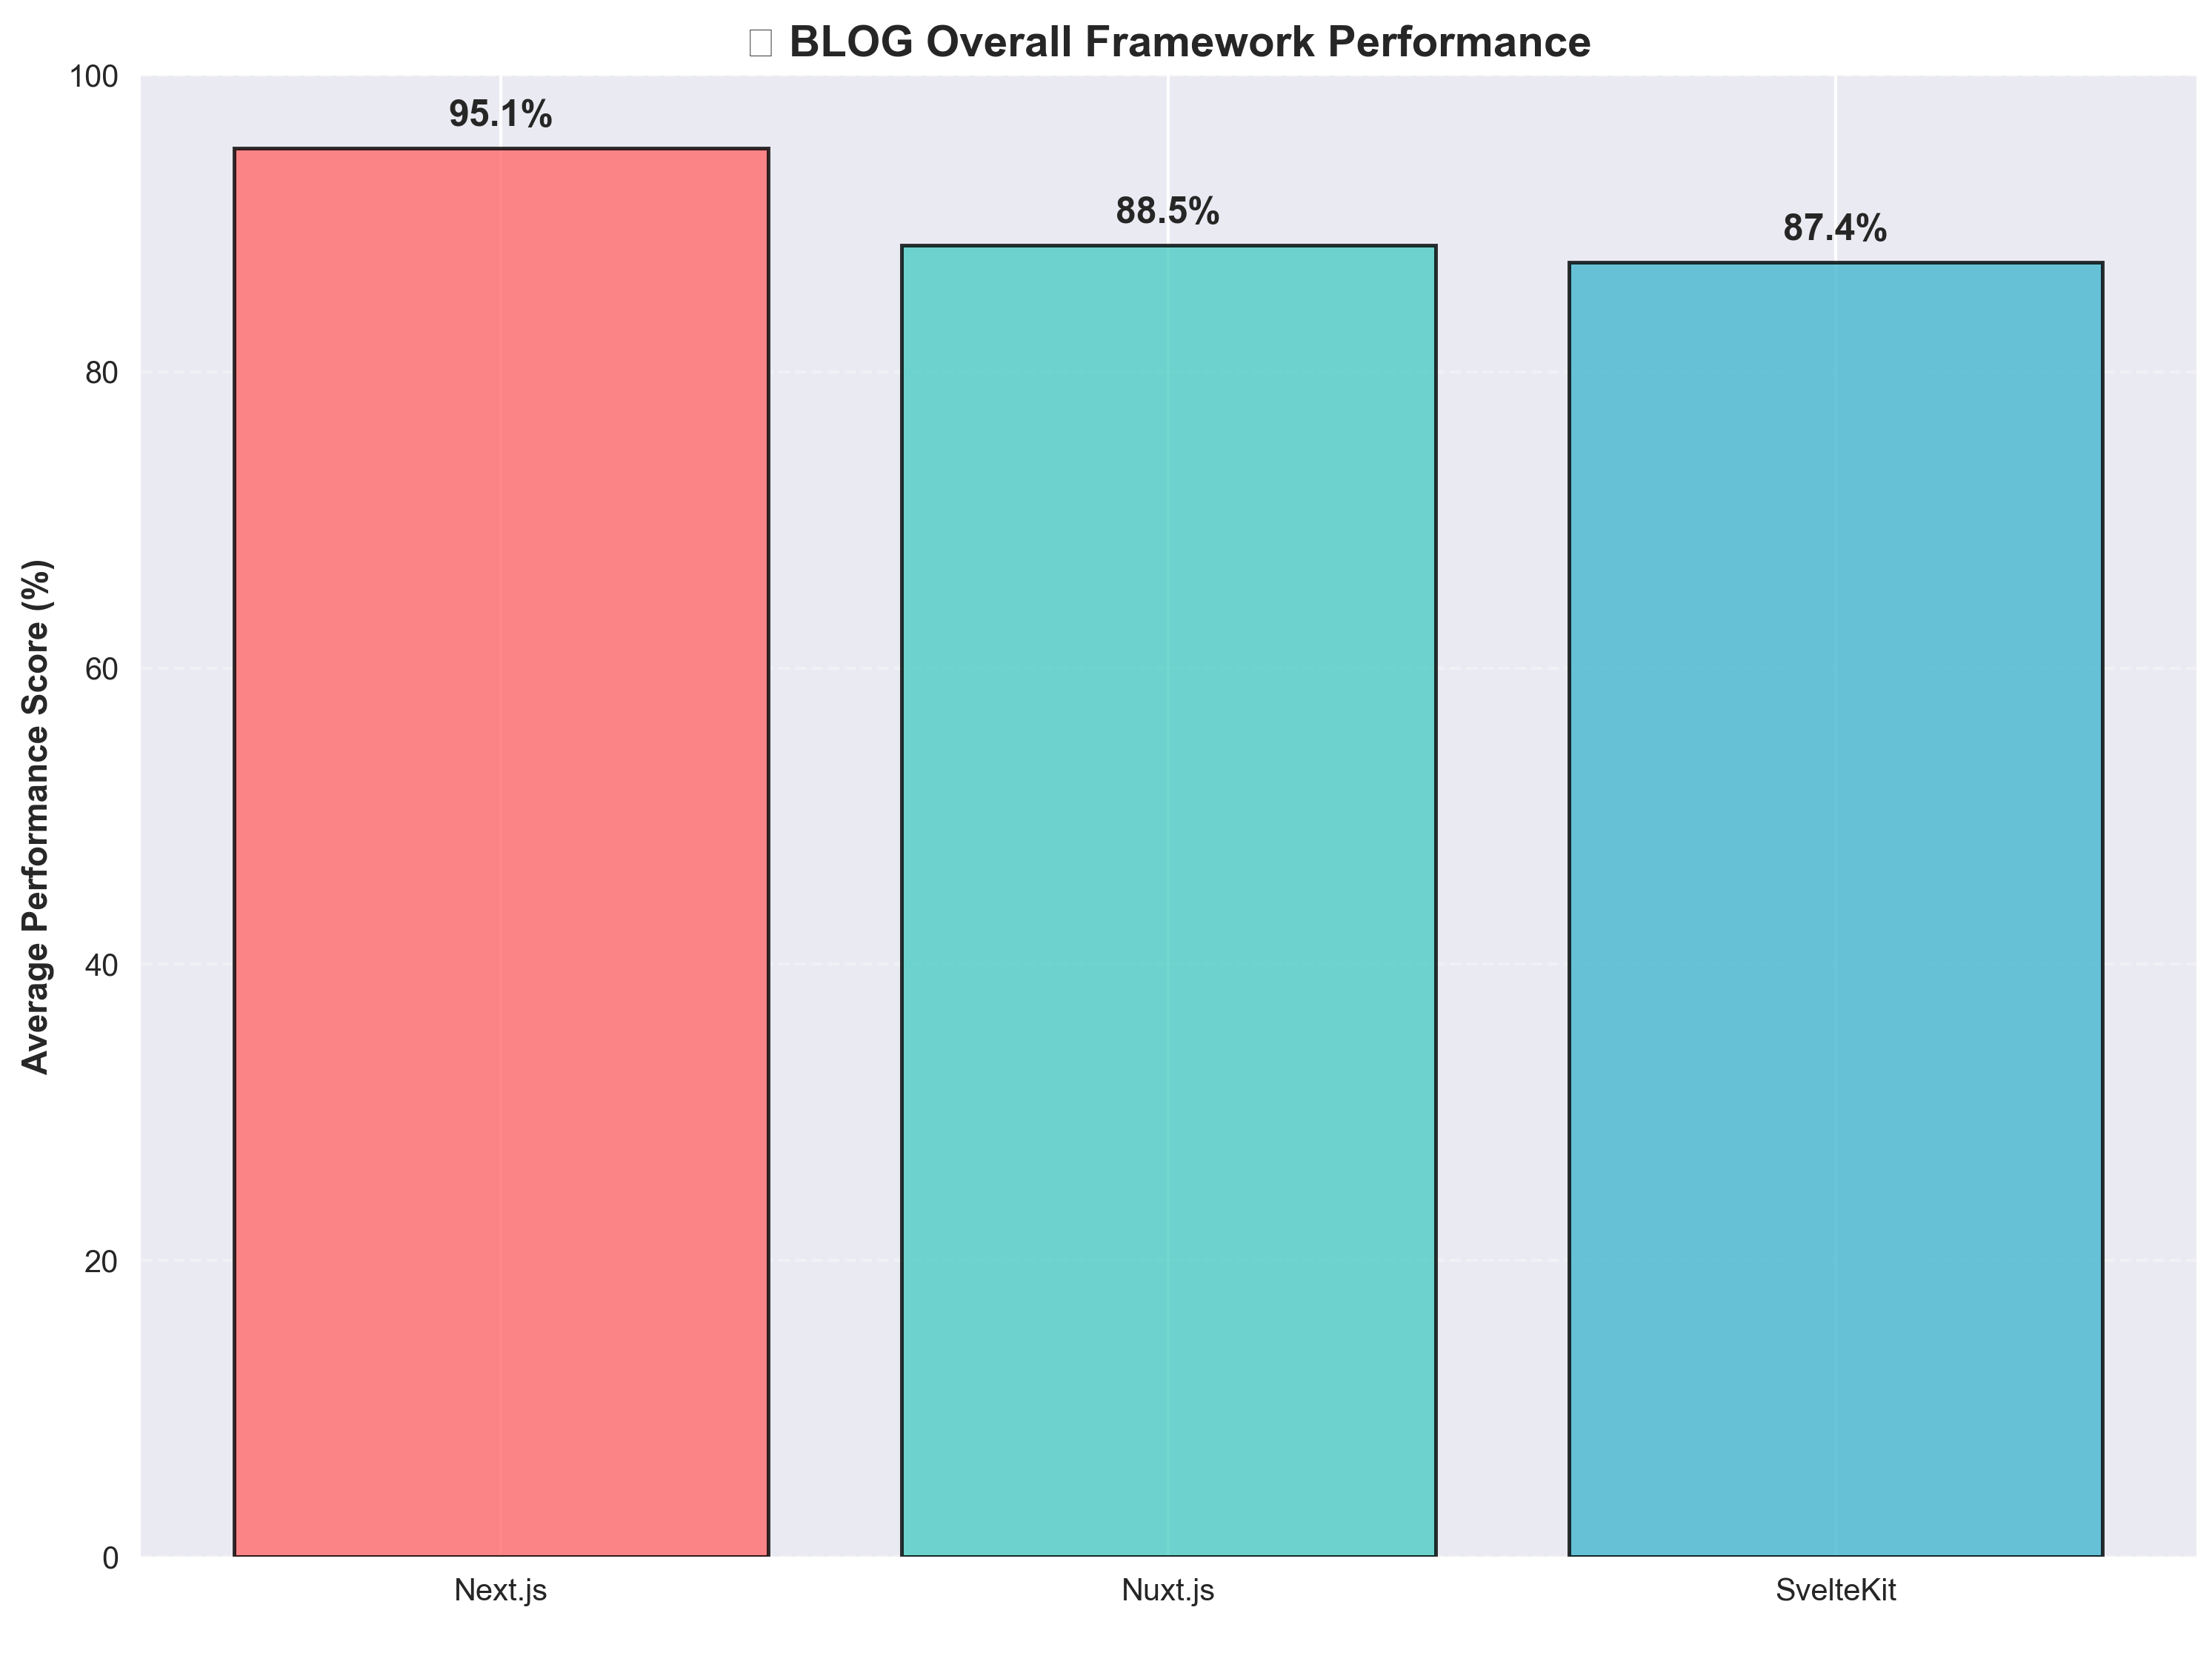 BLOG Overall Framework Performance
Average Performance Score (%)
100
80
60
40
20
0
95.1%
88.5%
87.4%
Next.js
Nuxt.js
SvelteKit